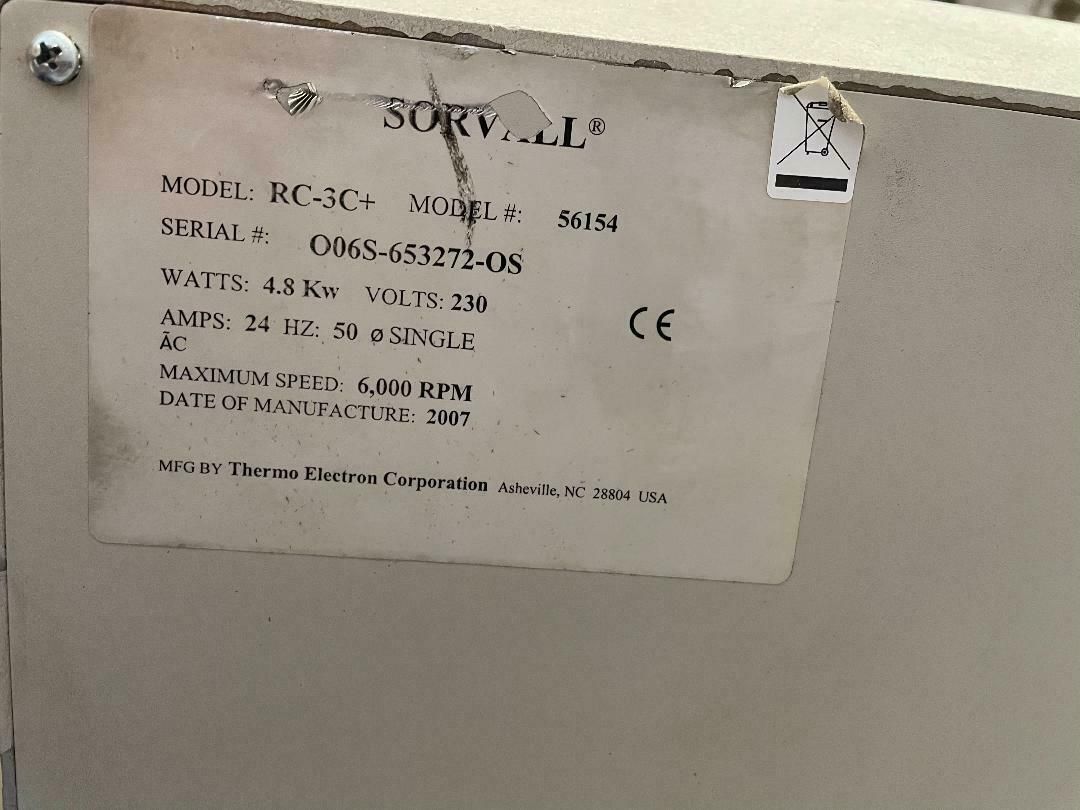 SORVALL®
MODEL: RC-3C+ MODEL #: 56154
SERIAL #: O06S-653272-OS
WATTS: 4.8 Kw VOLTS: 230
AMPS: 24 HZ: 50 ø SINGLE
ÃC
MAXIMUM SPEED: 6,000 RPM
DATE OF MANUFACTURE: 2007
CE
MFG BY Thermo Electron Corporation Asheville, NC 28804 USA